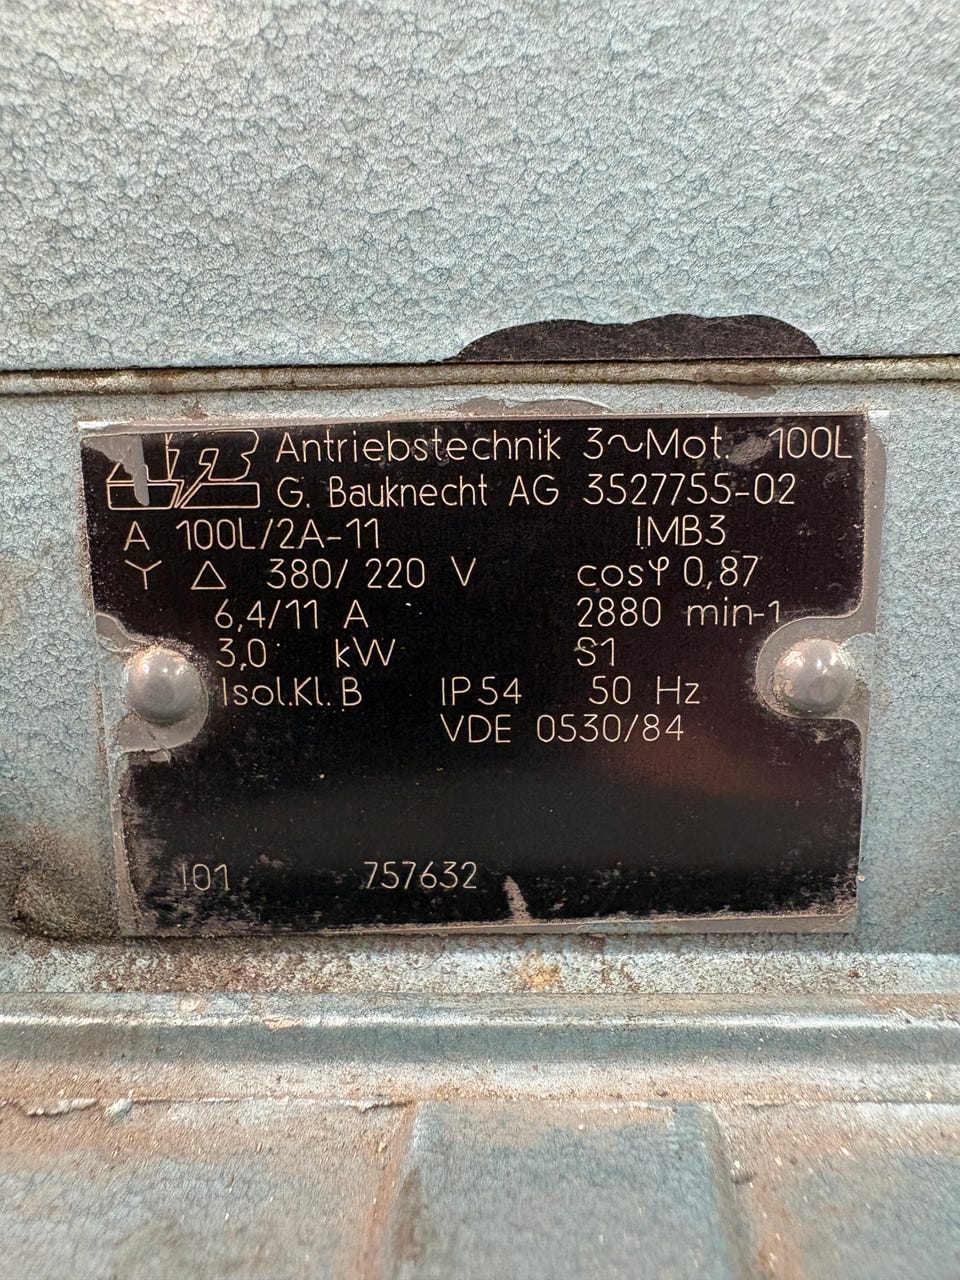 Antriebstechnik 3~Mot. 100L
G. Bauknecht AG 3527755-02
A 100L/2A-11 IMB3
Y △ 380/220 V cosφ 0,87
6,4/11 A 2880 min-1
3,0 kW S1
Isol.Kl. B IP54 50 Hz
VDE 0530/84
101 757632